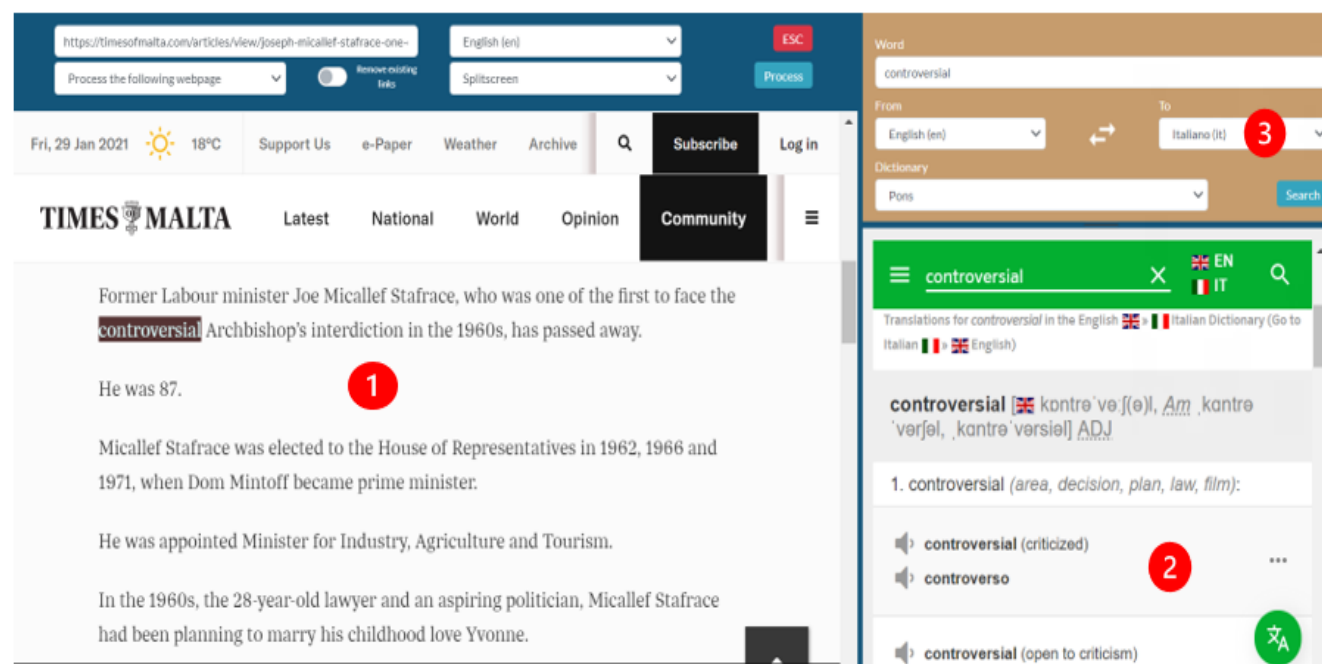 https://timesofmalta.com/articles/view/joseph-micallef-stafrace-one-
English (en)
ESC
Process the following webpage
Remove existing links
Splitscreen
Process
Fri, 29 Jan 2021
18°C
Support Us
e-Paper
Weather
Archive
Subscribe
Log in
TIMES MALTA
Latest
National
World
Opinion
Community
Former Labour minister Joe Micallef Stafrace, who was one of the first to face the
controversial Archbishop's interdiction in the 1960s, has passed away.
He was 87.
1
Micallef Stafrace was elected to the House of Representatives in 1962, 1966 and
1971, when Dom Mintoff became prime minister.
He was appointed Minister for Industry, Agriculture and Tourism.
In the 1960s, the 28-year-old lawyer and an aspiring politician, Micallef Stafrace
had been planning to marry his childhood love Yvonne.
Word
controversial
From
To
English (en)
Italiano (it)
3
Dictionary
Pons
Search
controversial
EN
IT
Translations for controversial in the English » Italian Dictionary (Go to
Italian » English)
controversial [ kɒntrəˈvəːʃ(ə)l, Am ˌkɑntrə
ˈvərʃəl, ˌkɑntrəˈvərsiəl] ADJ
1. controversial (area, decision, plan, law, film):
controversial (criticized)
controverso
2
controversial (open to criticism)